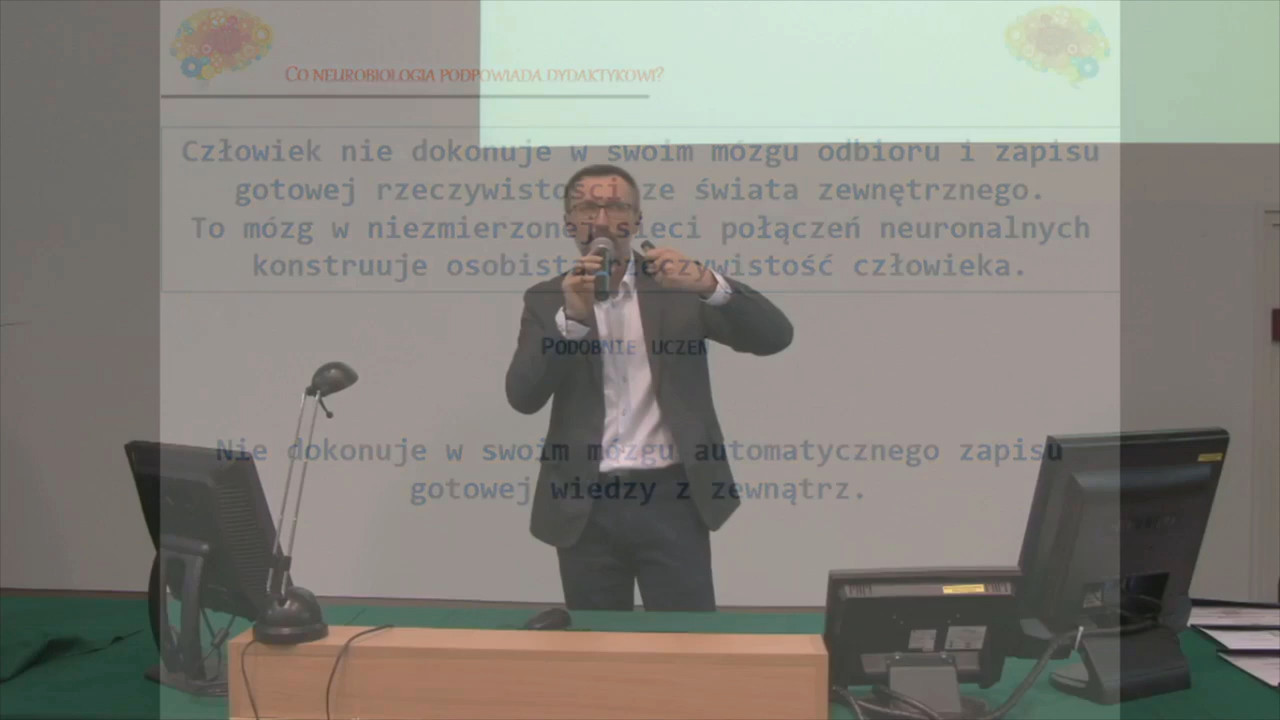 Co neurobiologia podpowiada dydaktykowi?
Człowiek nie dokonuje w swoim mózgu odbioru i zapisu
gotowej rzeczywistości ze świata zewnętrznego.
To mózg w niezmierzonej sieci połączeń neuronalnych
konstruuje osobistą rzeczywistość człowieka.
Podobnie uczeń
Nie dokonuje w swoim mózgu automatycznego zapisu
gotowej wiedzy z zewnątrz.